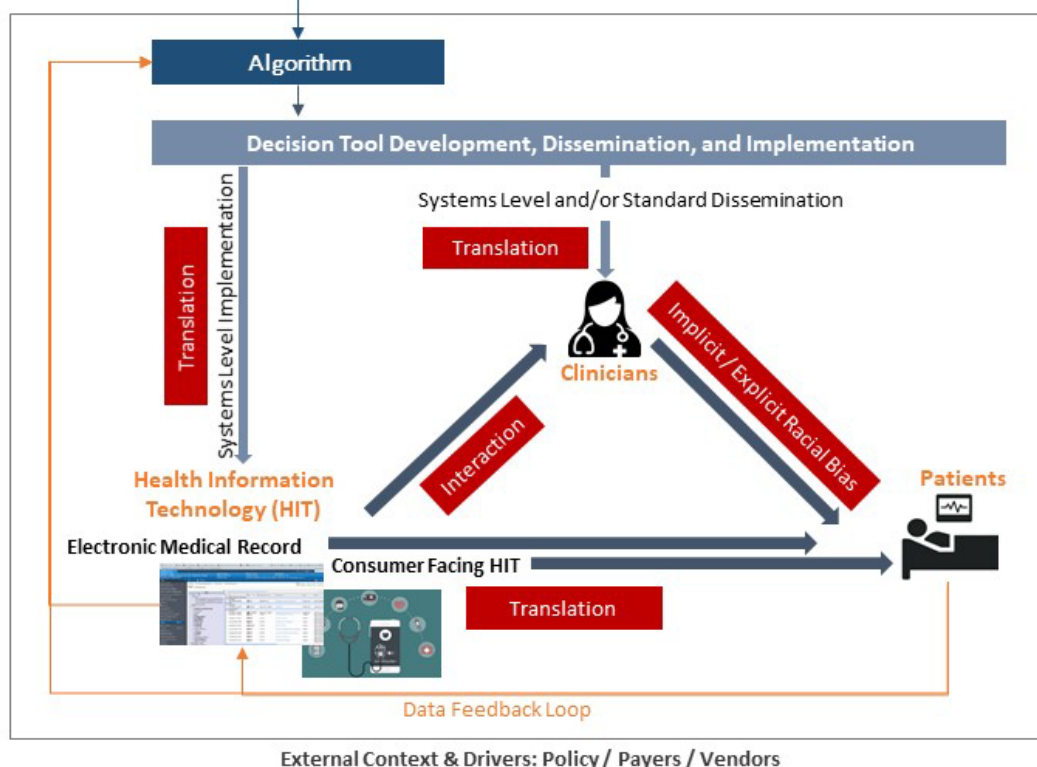 Algorithm
Decision Tool Development, Dissemination, and Implementation
Systems Level and/or Standard Dissemination
Translation
Translation
Systems Level Implementation
Clinicians
Implicit / Explicit Racial Bias
Interaction
Health Information
Technology (HIT)
Patients
Electronic Medical Record
Consumer Facing HIT
Translation
Data Feedback Loop
External Context & Drivers: Policy / Payers / Vendors